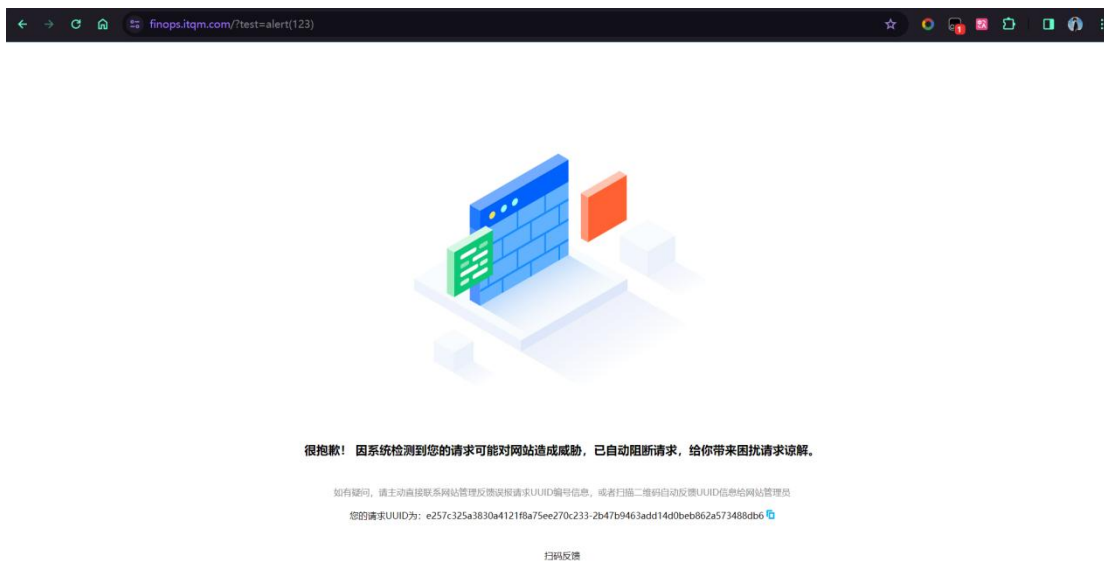 finops.itqm.com/?test=alert(123)
1
很抱歉！ 因系统检测到您的请求可能对网站造成威胁，已自动阻断请求，给你带来困扰请求谅解。
如有疑问，请主动直接联系网站管理反馈误报请求UUID编号信息，或者扫描二维码自动反馈UUID信息给网站管理员
您的请求UUID为：e257c325a3830a4121f8a75ee270c233-2b47b9463add14d0beb862a573488db6
扫码反馈